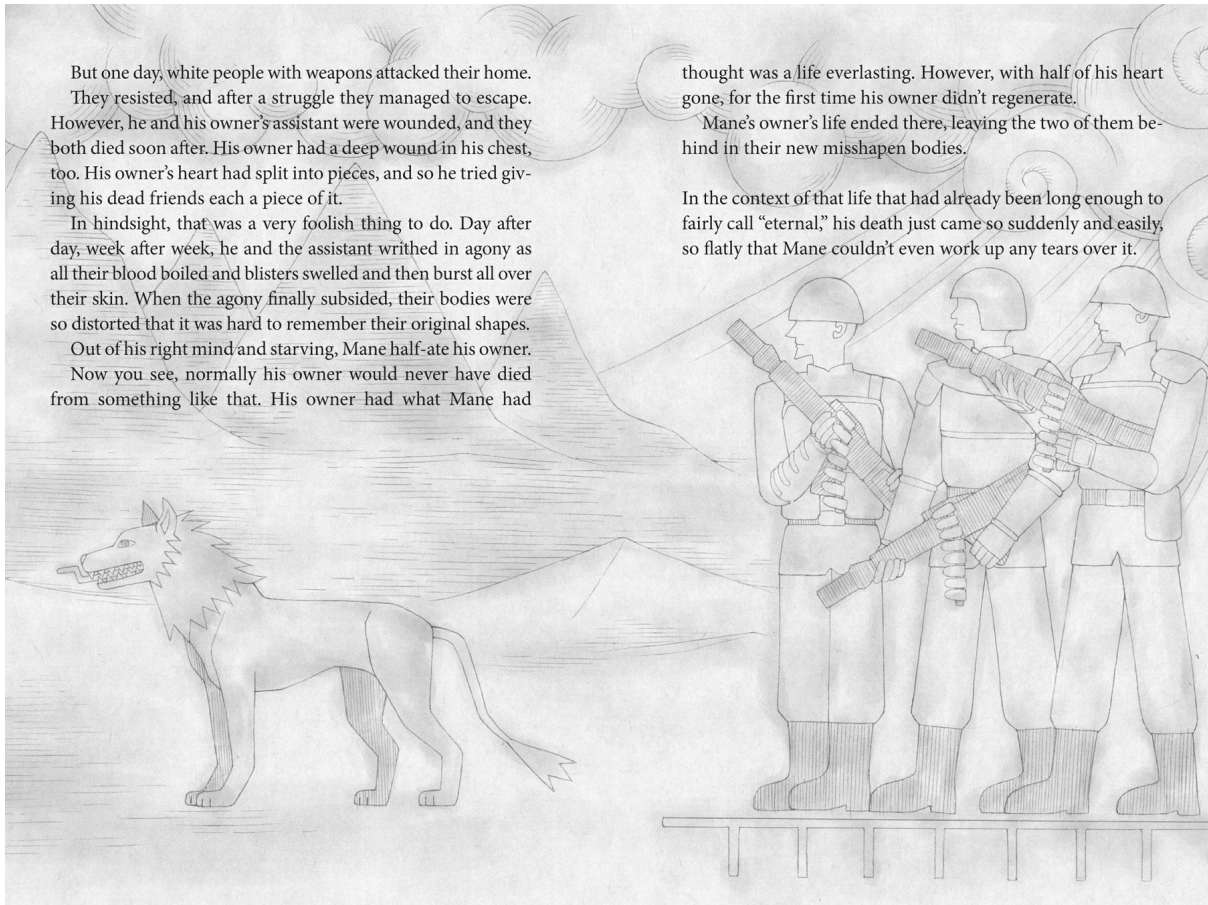 But one day, white people with weapons attacked their home.
They resisted, and after a struggle they managed to escape.
However, he and his owner’s assistant were wounded, and they
both died soon after. His owner had a deep wound in his chest,
too. His owner’s heart had split into pieces, and so he tried giv-
ing his dead friends each a piece of it.
In hindsight, that was a very foolish thing to do. Day after
day, week after week, he and the assistant writhed in agony as
all their blood boiled and blisters swelled and then burst all over
their skin. When the agony finally subsided, their bodies were
so distorted that it was hard to remember their original shapes.
Out of his right mind and starving, Mane half-ate his owner.
Now you see, normally his owner would never have died
from something like that. His owner had what Mane had
thought was a life everlasting. However, with half of his heart
gone, for the first time his owner didn’t regenerate.
Mane’s owner’s life ended there, leaving the two of them be-
hind in their new misshapen bodies.
In the context of that life that had already been long enough to
fairly call “eternal,” his death just came so suddenly and easily,
so flatly that Mane couldn’t even work up any tears over it.